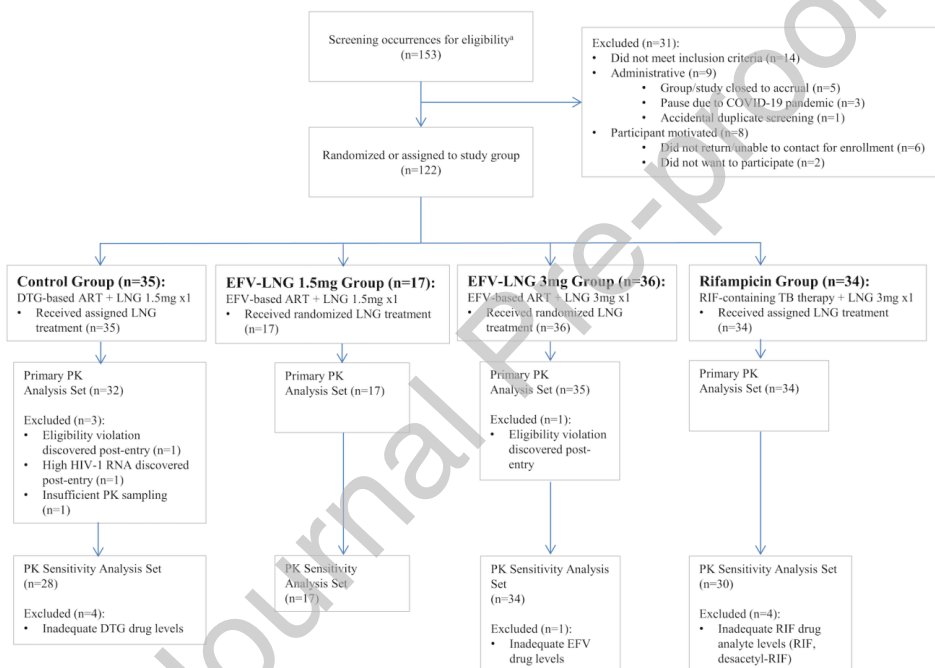 Screening occurrences for eligibilityᵃ
(n=153)
Excluded (n=31):
• Did not meet inclusion criteria (n=14)
• Administrative (n=9)
• Group/study closed to accrual (n=5)
• Pause due to COVID-19 pandemic (n=3)
• Accidental duplicate screening (n=1)
• Participant motivated (n=8)
• Did not return/unable to contact for enrollment (n=6)
• Did not want to participate (n=2)
Randomized or assigned to study group
(n=122)
Control Group (n=35):
DTG-based ART + LNG 1.5mg x1
• Received assigned LNG
treatment (n=35)
EFV-LNG 1.5mg Group (n=17):
EFV-based ART + LNG 1.5mg x1
• Received randomized LNG treatment
(n=17)
EFV-LNG 3mg Group (n=36):
EFV-based ART + LNG 3mg x1
• Received randomized LNG
treatment (n=36)
Rifampicin Group (n=34):
RIF-containing TB therapy + LNG 3mg x1
• Received assigned LNG treatment
(n=34)
Primary PK
Analysis Set (n=32)
Excluded (n=3):
• Eligibility violation
discovered post-entry (n=1)
• High HIV-1 RNA discovered
post-entry (n=1)
• Insufficient PK sampling
(n=1)
Primary PK
Analysis Set (n=17)
Primary PK
Analysis Set (n=35)
Excluded (n=1):
• Eligibility violation
discovered post-
entry
Primary PK
Analysis Set (n=34)
PK Sensitivity Analysis Set
(n=28)
Excluded (n=4):
• Inadequate DTG drug levels
PK Sensitivity
Analysis Set
(n=17)
PK Sensitivity Analysis
Set
(n=34)
Excluded (n=1):
• Inadequate EFV
drug levels
PK Sensitivity Analysis Set
(n=30)
Excluded (n=4):
• Inadequate RIF drug
analyte levels (RIF,
desacetyl-RIF)
Journal Pre-proof